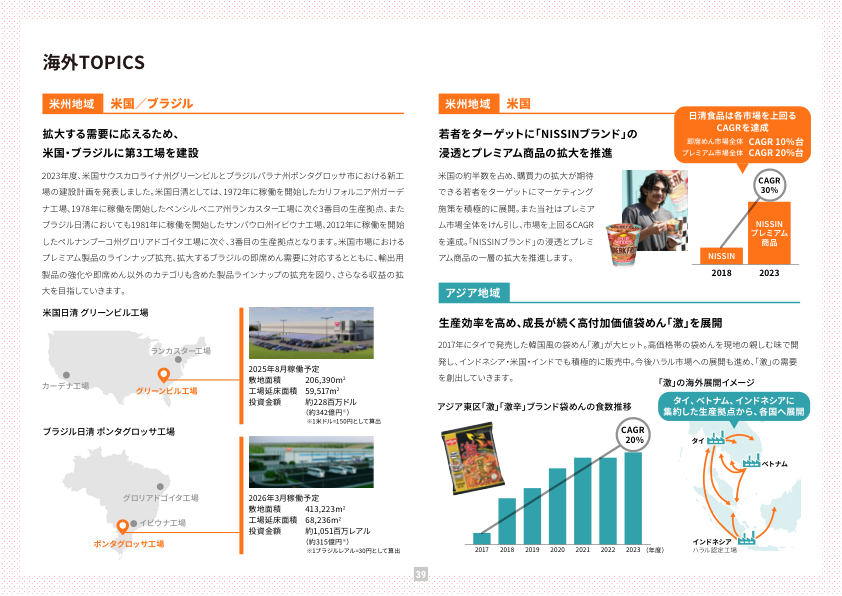 海外TOPICS
米州地域 米国／ブラジル
拡大する需要に応えるため、
米国・ブラジルに第3工場を建設
2023年度、米国サウスカロライナ州グリーンビルとブラジルパラナ州ポンタグロッサ市における新工
場の建設計画を発表しました。米国日清としては、1972年に稼働を開始したカリフォルニア州ガーデ
ナ工場、1978年に稼働を開始したペンシルベニア州ランカスター工場に次ぐ3番目の生産拠点、また
ブラジル日清においても1981年に稼働を開始したサンパウロ州イビウナ工場、2012年に稼働を開始
したペルナンブーコ州グロリアドゴイタ工場に次ぐ、3番目の生産拠点となります。米国市場における
プレミアム製品のラインナップ拡充、拡大するブラジルの即席めん需要に対応するとともに、輸出用
製品の強化や即席めん以外のカテゴリも含めた製品ラインナップの拡充を図り、さらなる収益の拡
大を目指していきます。
米国日清 グリーンビル工場
ランカスター工場
ガーデナ工場
グリーンビル工場
2025年8月稼働予定
敷地面積 206,390m²
工場延床面積 59,517m²
投資金額 約228百万ドル
(約342億円※)
※1米ドル=150円として算出
ブラジル日清 ポンタグロッサ工場
グロリアドゴイタ工場
イビウナ工場
ポンタグロッサ工場
2026年3月稼働予定
敷地面積 413,223m²
工場延床面積 68,236m²
投資金額 約1,051百万レアル
(約315億円※)
※1ブラジルレアル=30円として算出
米州地域 米国
若者をターゲットに「NISSINブランド」の
浸透とプレミアム商品の拡大を推進
米国の約半数を占め、購買力の拡大が期待
できる若者をターゲットにマーケティング
施策を積極的に展開。また当社はプレミア
ム市場全体をけん引し、市場を上回るCAGR
を達成。「NISSINブランド」の浸透とプレミ
アム商品の一層の拡大を推進します。
日清食品は各市場を上回る
CAGRを達成
即席めん市場全体 CAGR 10%台
プレミアム市場全体 CAGR 20%台
CAGR
30%
NISSIN
NISSIN
プレミアム
商品
2018 2023
アジア地域
生産効率を高め、成長が続く高付加価値袋めん「激」を展開
2017年にタイで発売した韓国風の袋めん「激」が大ヒット。高価格帯の袋めんを現地の親しむ味で開
発し、インドネシア・米国・インドでも積極的に販売中。今後ハラル市場への展開も進め、「激」の需要
を創出していきます。
アジア東区「激」「激辛」ブランド袋めんの食数推移
CAGR
20%
2017 2018 2019 2020 2021 2022 2023 (年度)
「激」の海外展開イメージ
タイ、ベトナム、インドネシアに
集約した生産拠点から、各国へ展開
タイ
ベトナム
インドネシア
ハラル認定工場
39